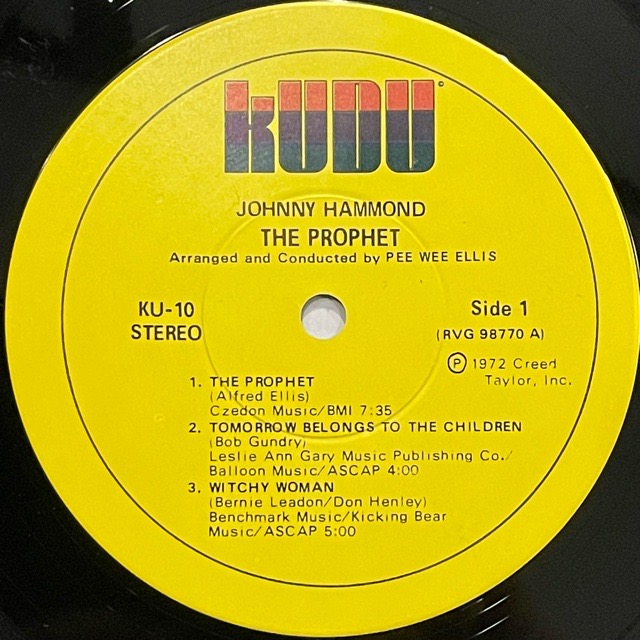 KUDU
JOHNNY HAMMOND
THE PROPHET
Arranged and Conducted by PEE WEE ELLIS
KU-10
STEREO
Side 1
(RVG 98770 A)
℗ 1972 Creed
Taylor, Inc.
1. THE PROPHET
(Alfred Ellis)
Czedon Music/BMI 7:35
2. TOMORROW BELONGS TO THE CHILDREN
(Bob Gundry)
Leslie Ann Gary Music Publishing Co./
Balloon Music/ASCAP 4:00
3. WITCHY WOMAN
(Bernie Leadon/Don Henley)
Benchmark Music/Kicking Bear
Music/ASCAP 5:00